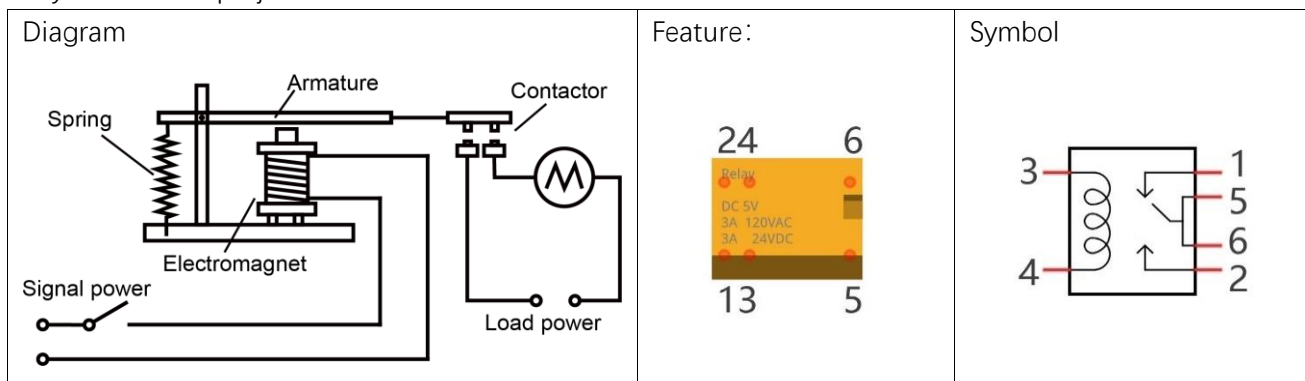 Diagram
Feature:
Symbol
Armature
Contactor
Spring
Electromagnet
Signal power
Load power
24 6
Relay
DC 5V
3A 120VAC
3A 24VDC
13 5
3
4
1
5
6
2